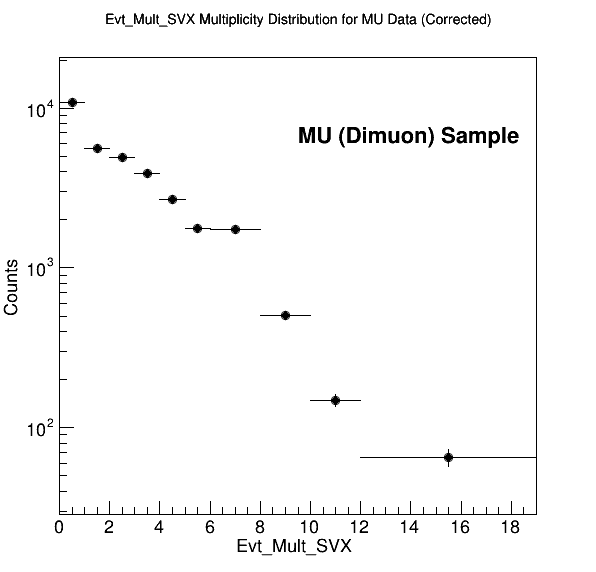 Evt_Mult_SVX Multiplicity Distribution for MU Data (Corrected)
MU (Dimuon) Sample
Counts
10^4
10^3
10^2
0 2 4 6 8 10 12 14 16 18
Evt_Mult_SVX